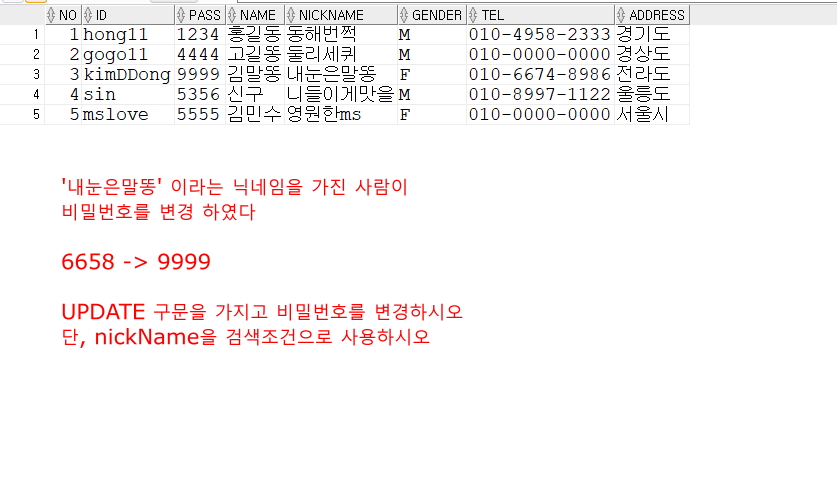 NO ID PASS NAME NICKNAME GENDER TEL ADDRESS
1 1 hong11 1234 홍길동 동해번쩍 M 010-4958-2333 경기도
2 2 gogo11 4444 고길똥 둘리세퀴 M 010-0000-0000 경상도
3 3 kimDDong 9999 김말똥 내눈은말똥 F 010-6674-8986 전라도
4 4 sin 5356 신구 니들이게맛을 M 010-8997-1122 울릉도
5 5 mslove 5555 김민수 영원한ms F 010-0000-0000 서울시
'내눈은말똥' 이라는 닉네임을 가진 사람이
비밀번호를 변경 하였다
6658 -> 9999
UPDATE 구문을 가지고 비밀번호를 변경하시오
단, nickName을 검색조건으로 사용하시오